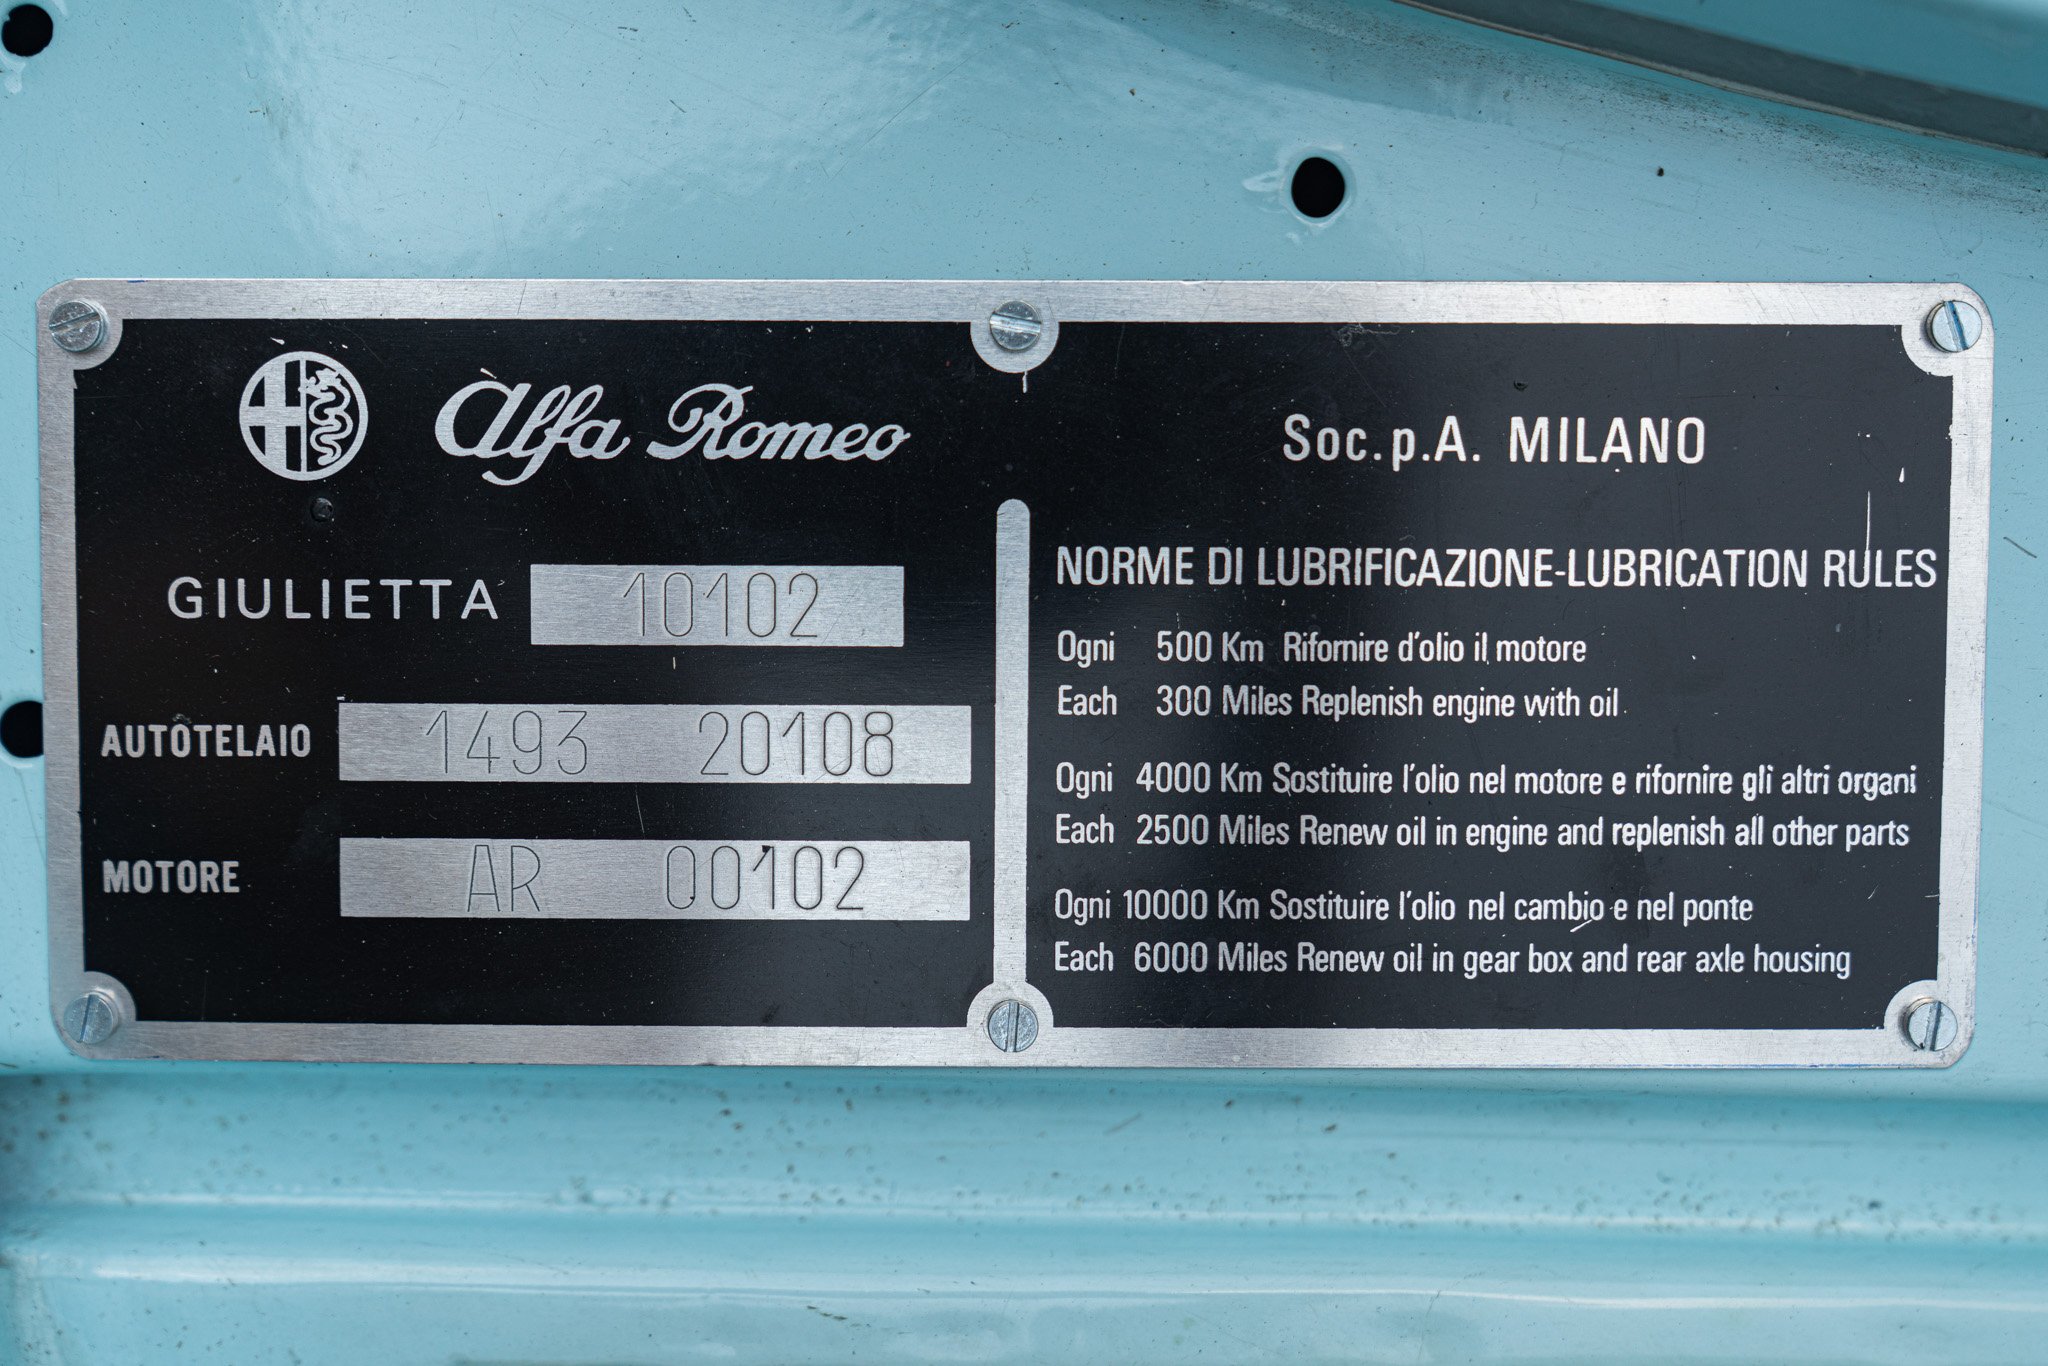 Alfa Romeo
GIULIETTA 10102
AUTOTELAIO 1493 20108
MOTORE AR 00102
Soc.p.A. MILANO
NORME DI LUBRIFICAZIONE-LUBRICATION RULES
Ogni 500 Km Rifornire d'olio il motore
Each 300 Miles Replenish engine with oil
Ogni 4000 Km Sostituire l'olio nel motore e rifornire gli altri organi
Each 2500 Miles Renew oil in engine and replenish all other parts
Ogni 10000 Km Sostituire l'olio nel cambio e nel ponte
Each 6000 Miles Renew oil in gear box and rear axle housing